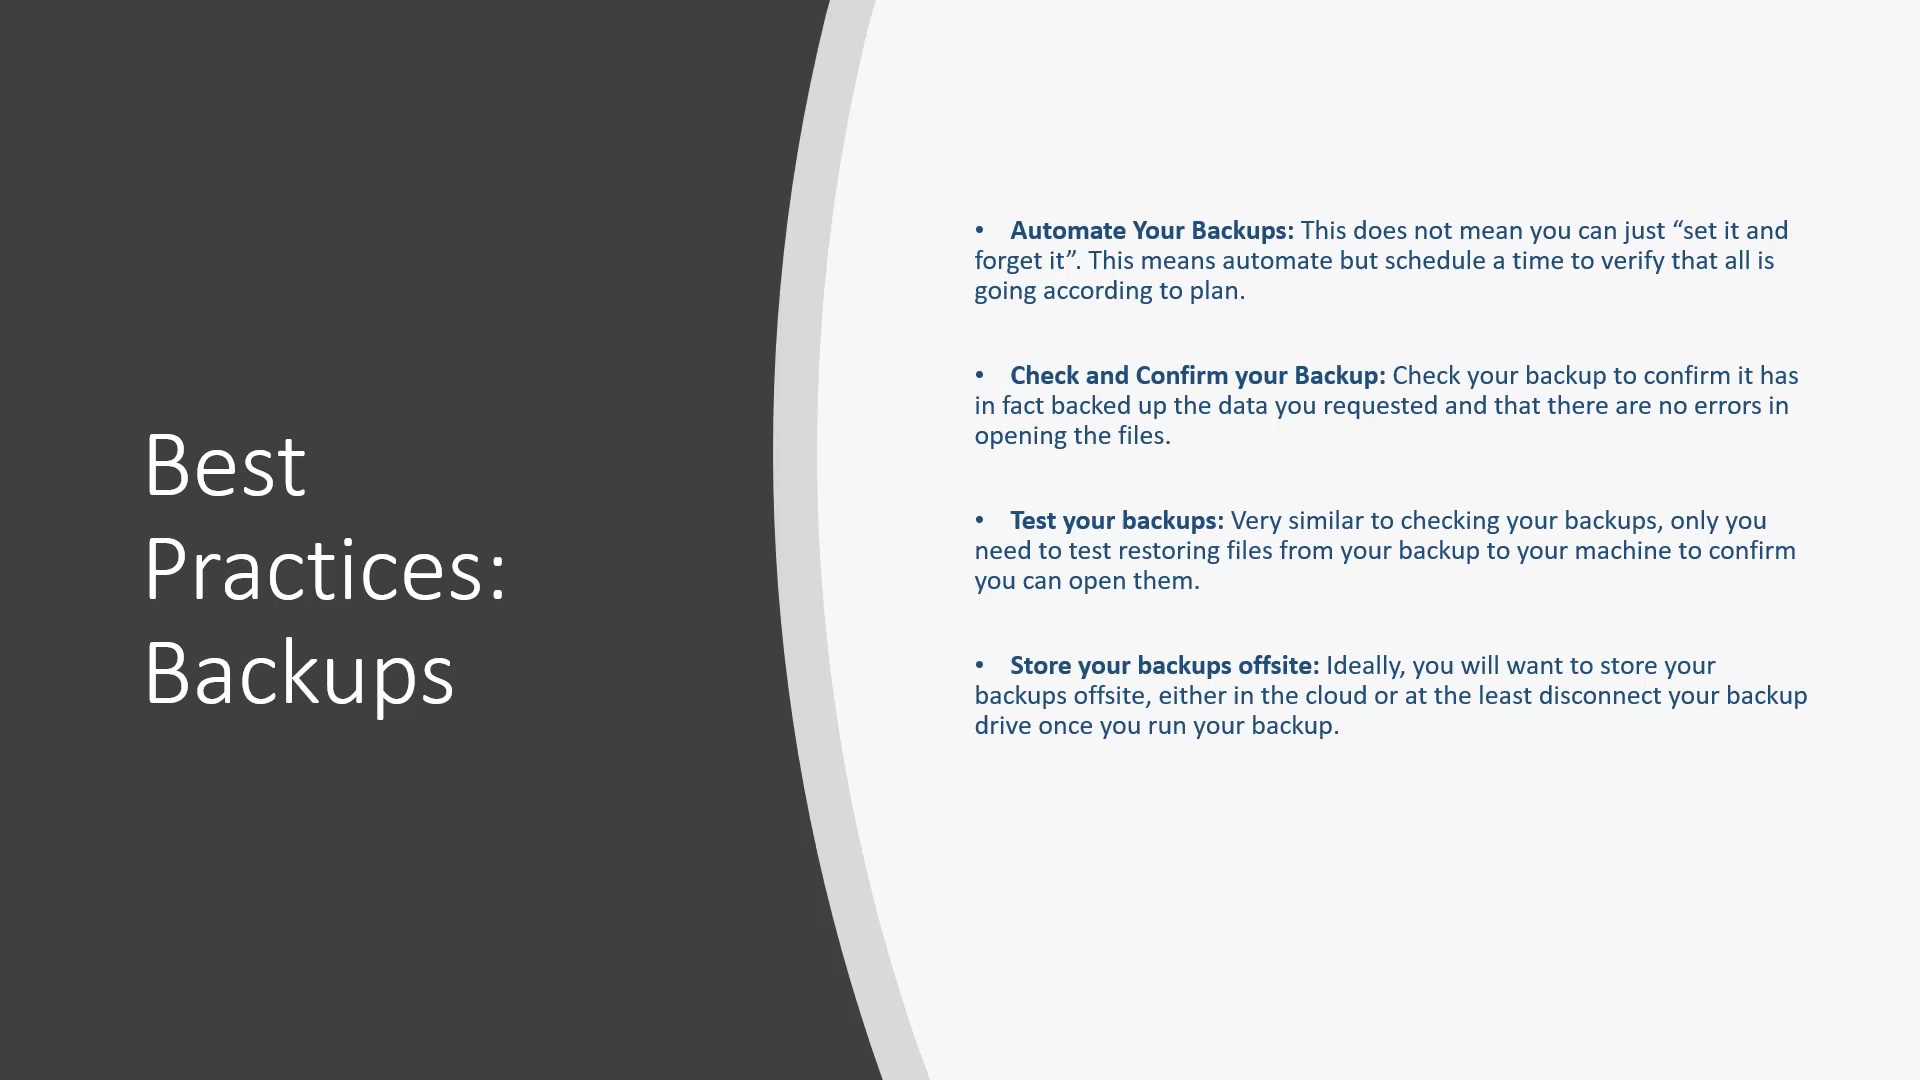 Best
Practices:
Backups
• Automate Your Backups: This does not mean you can just “set it and
forget it”. This means automate but schedule a time to verify that all is
going according to plan.
• Check and Confirm your Backup: Check your backup to confirm it has
in fact backed up the data you requested and that there are no errors in
opening the files.
• Test your backups: Very similar to checking your backups, only you
need to test restoring files from your backup to your machine to confirm
you can open them.
• Store your backups offsite: Ideally, you will want to store your
backups offsite, either in the cloud or at the least disconnect your backup
drive once you run your backup.